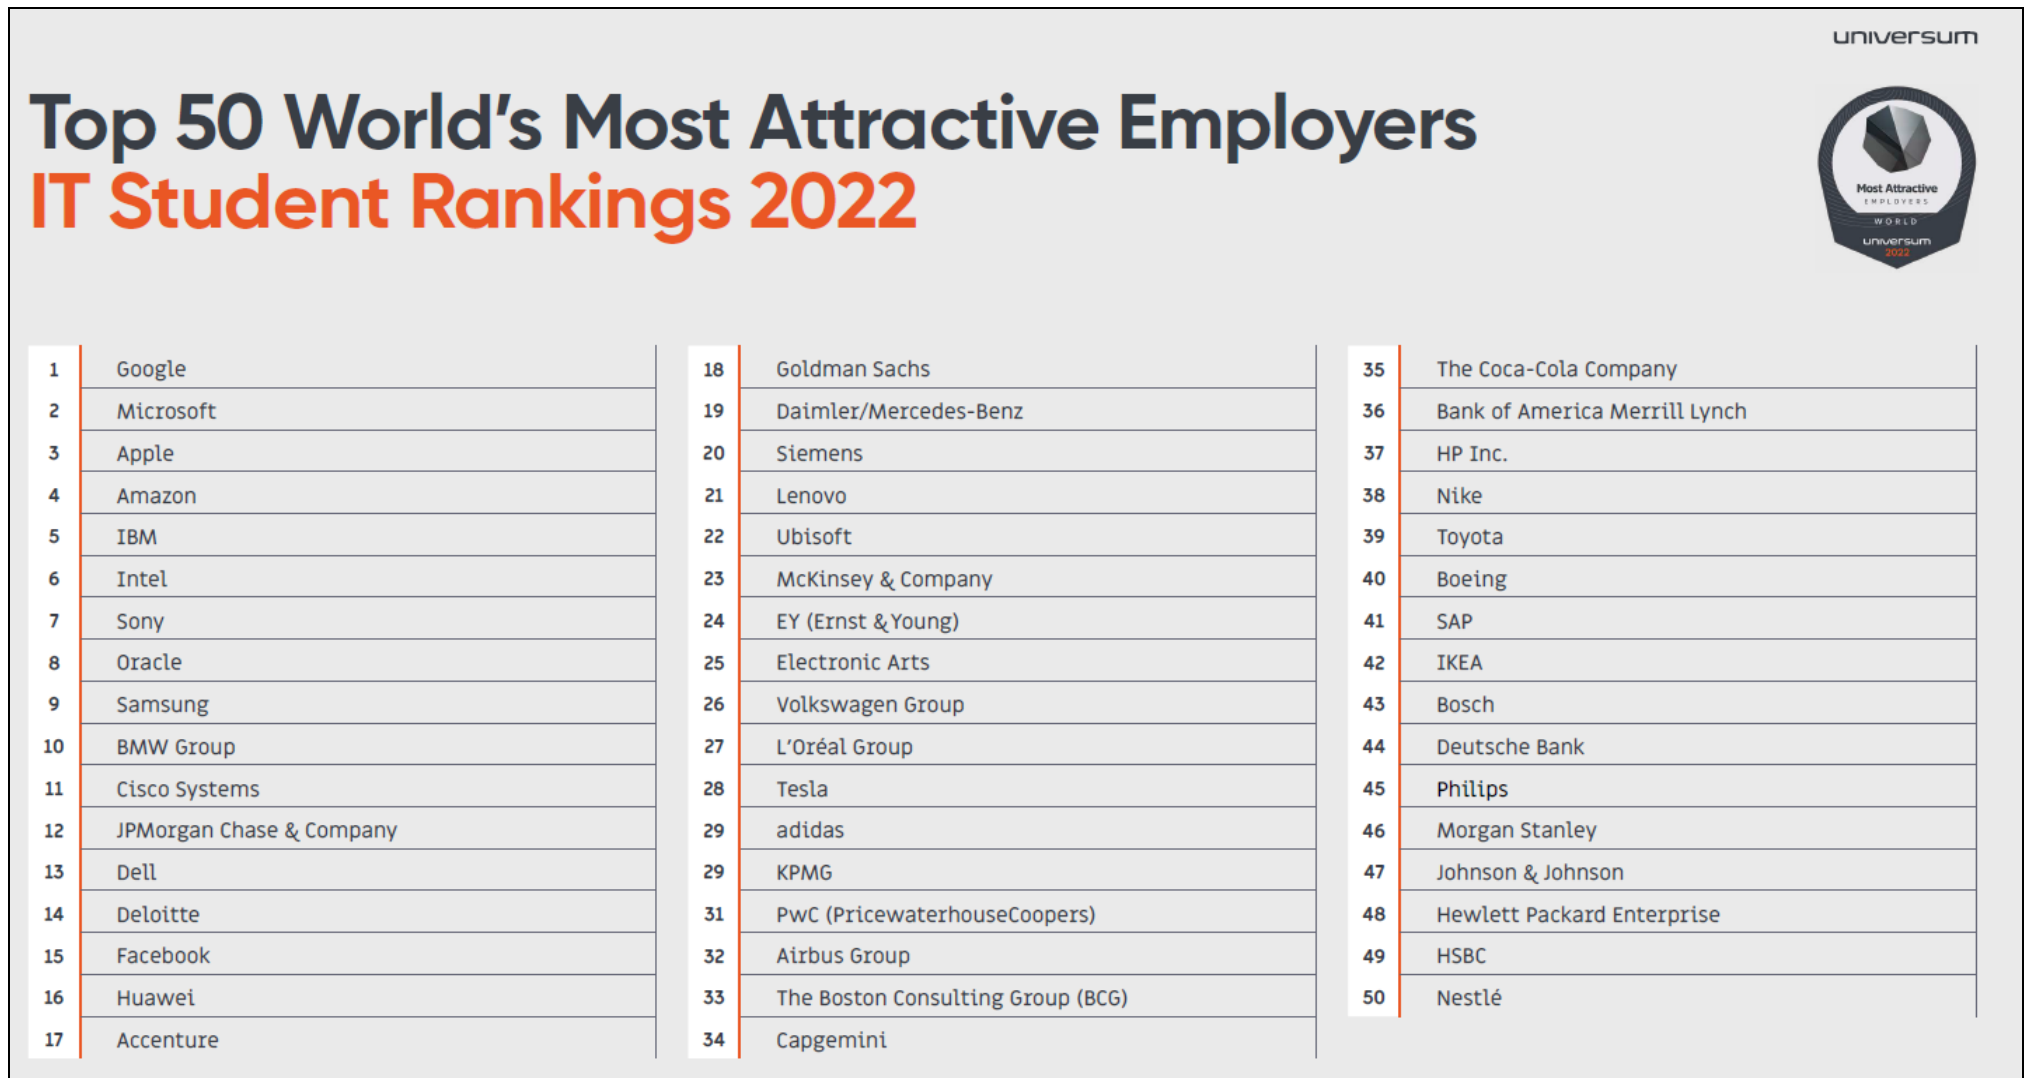 universum
Top 50 World's Most Attractive Employers
IT Student Rankings 2022
Most Attractive
EMPLOYERS
WORLD
universum
2022
1 Google
2 Microsoft
3 Apple
4 Amazon
5 IBM
6 Intel
7 Sony
8 Oracle
9 Samsung
10 BMW Group
11 Cisco Systems
12 JPMorgan Chase & Company
13 Dell
14 Deloitte
15 Facebook
16 Huawei
17 Accenture
18 Goldman Sachs
19 Daimler/Mercedes-Benz
20 Siemens
21 Lenovo
22 Ubisoft
23 McKinsey & Company
24 EY (Ernst & Young)
25 Electronic Arts
26 Volkswagen Group
27 L'Oréal Group
28 Tesla
29 adidas
29 KPMG
31 PwC (PricewaterhouseCoopers)
32 Airbus Group
33 The Boston Consulting Group (BCG)
34 Capgemini
35 The Coca-Cola Company
36 Bank of America Merrill Lynch
37 HP Inc.
38 Nike
39 Toyota
40 Boeing
41 SAP
42 IKEA
43 Bosch
44 Deutsche Bank
45 Philips
46 Morgan Stanley
47 Johnson & Johnson
48 Hewlett Packard Enterprise
49 HSBC
50 Nestlé